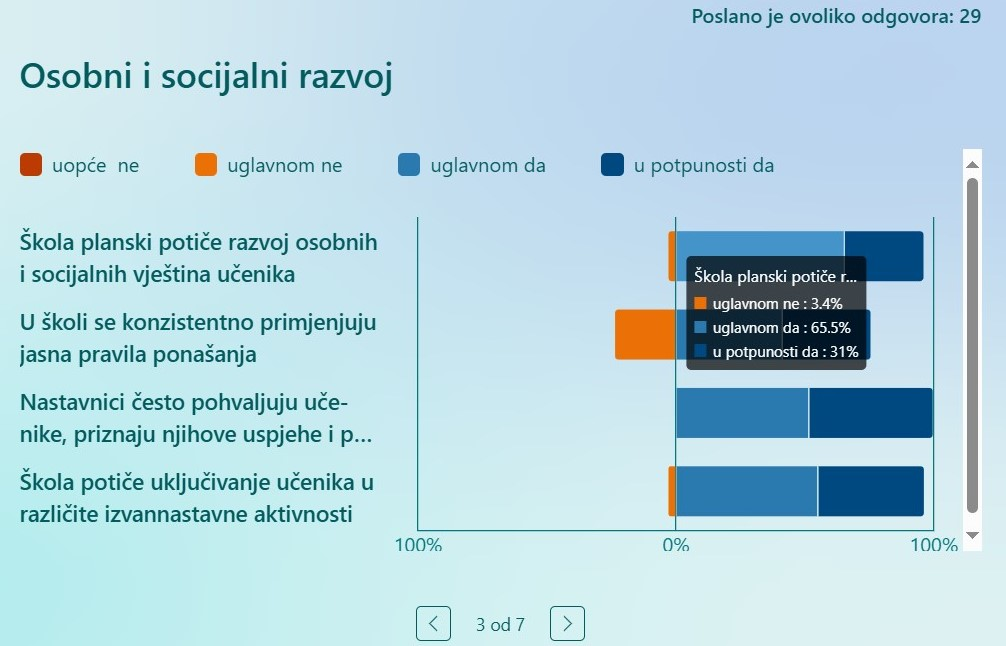 Poslano je ovoliko odgovora: 29
Osobni i socijalni razvoj
uopće ne
uglavnom ne
uglavnom da
u potpunosti da
Škola planski potiče razvoj osobnih
i socijalnih vještina učenika
U školi se konzistentno primjenjuju
jasna pravila ponašanja
Nastavnici često pohvaljuju uče-
nike, priznaju njihove uspjehe i p...
Škola potiče uključivanje učenika u
različite izvannastavne aktivnosti
Škola planski potiče r...
uglavnom ne : 3.4%
uglavnom da : 65.5%
u potpunosti da : 31%
100%
0%
100%
3 od 7